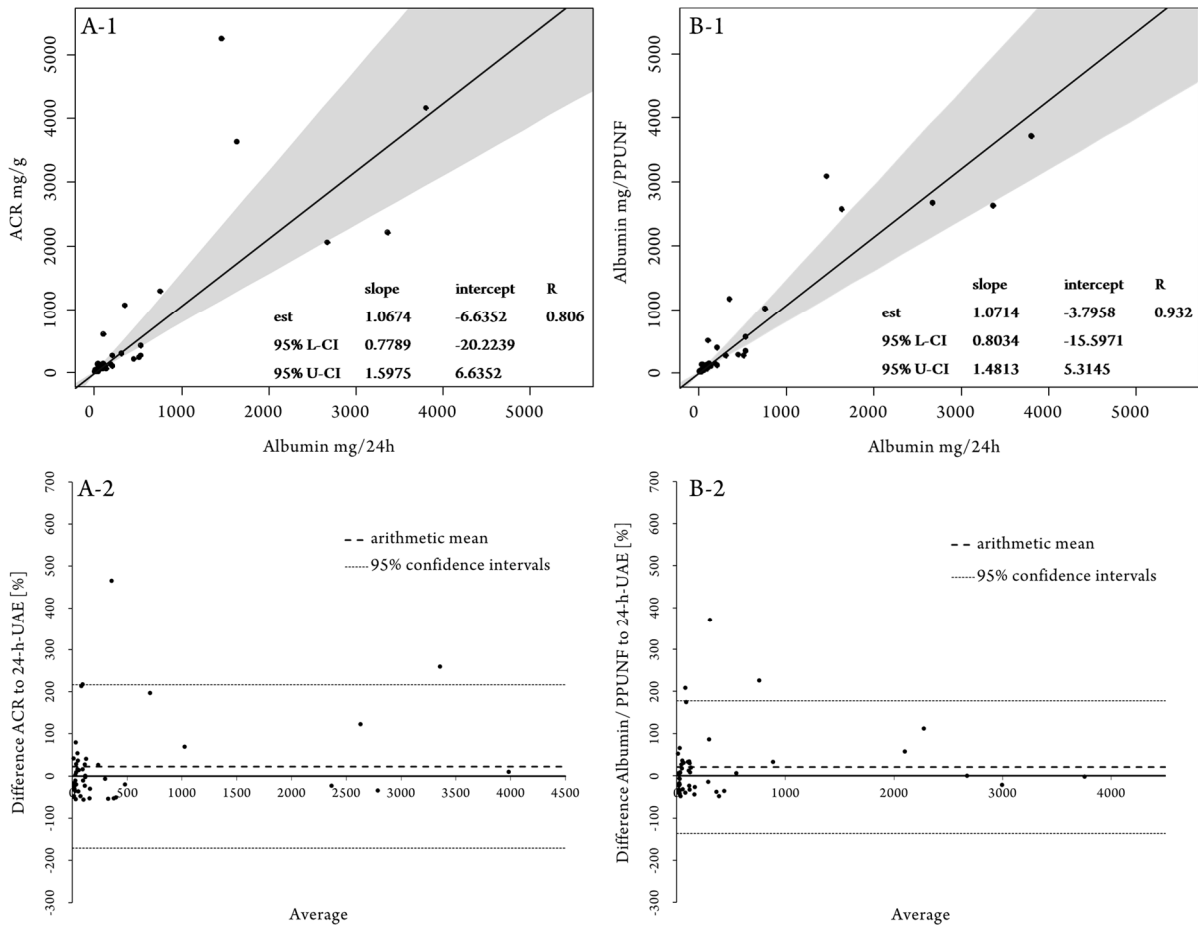 A-1
ACR mg/g
5000
4000
3000
2000
1000
0
slope intercept R
est 1.0674 -6.6352 0.806
95% L-CI 0.7789 -20.2239
95% U-CI 1.5975 6.6352
0 1000 2000 3000 4000 5000
Albumin mg/24h
B-1
Albumin mg/PPUNF
5000
4000
3000
2000
1000
0
slope intercept R
est 1.0714 -3.7958 0.932
95% L-CI 0.8034 -15.5971
95% U-CI 1.4813 5.3145
0 1000 2000 3000 4000 5000
Albumin mg/24h
A-2
Difference ACR to 24-h-UAE [%]
700
600
500
400
300
200
100
0
-100
-200
-300
arithmetic mean
95% confidence intervals
0 500 1000 1500 2000 2500 3000 3500 4000 4500
Average
B-2
Difference Albumin/ PPUNF to 24-h-UAE [%]
700
600
500
400
300
200
100
0
-100
-200
-300
arithmetic mean
95% confidence intervals
0 1000 2000 3000 4000
Average